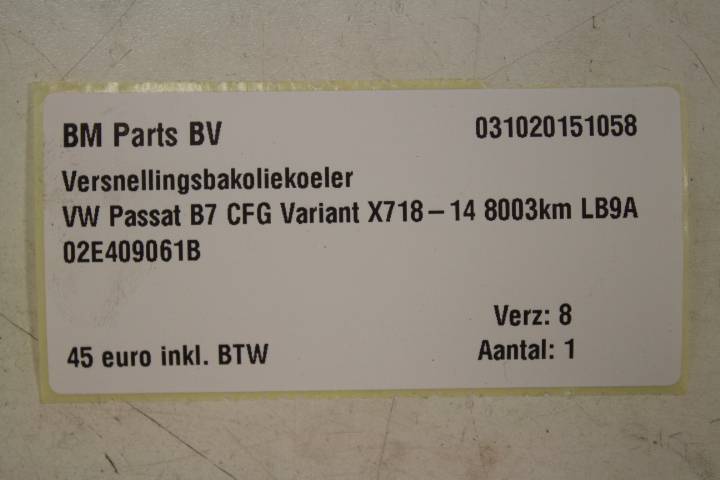 BM Parts BV 031020151058
Versnellingsbakoliekoeler
VW Passat B7 CFG Variant X718-14 8003km LB9A
02E409061B
Verz: 8
45 euro inkl. BTW Aantal: 1